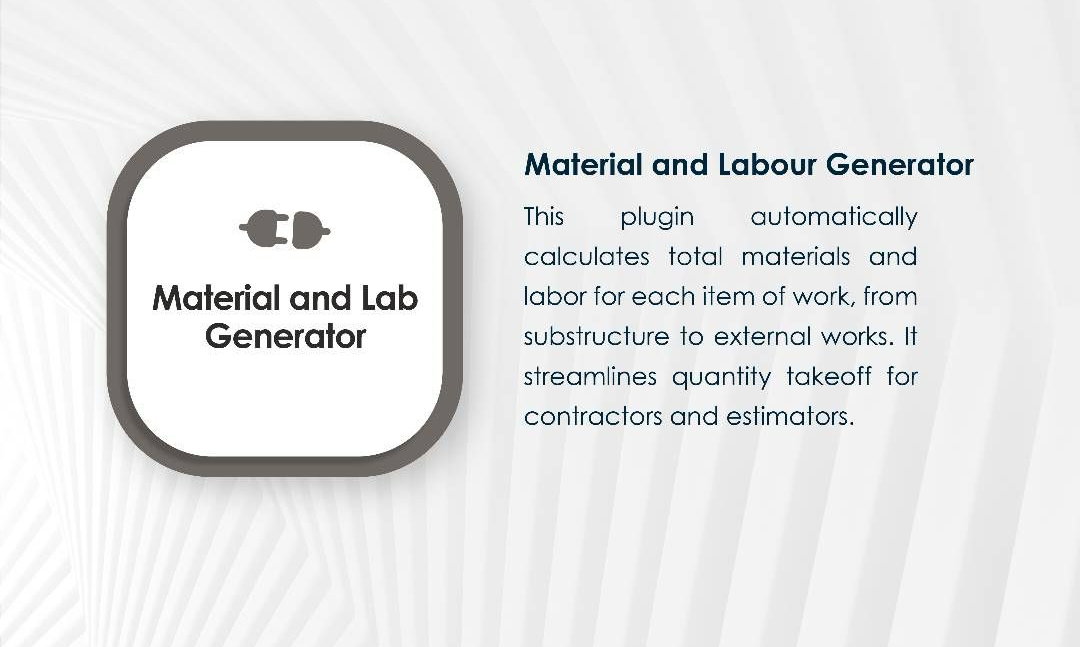 Material and Lab
Generator
Material and Labour Generator
This plugin automatically
calculates total materials and
labor for each item of work, from
substructure to external works. It
streamlines quantity takeoff for
contractors and estimators.